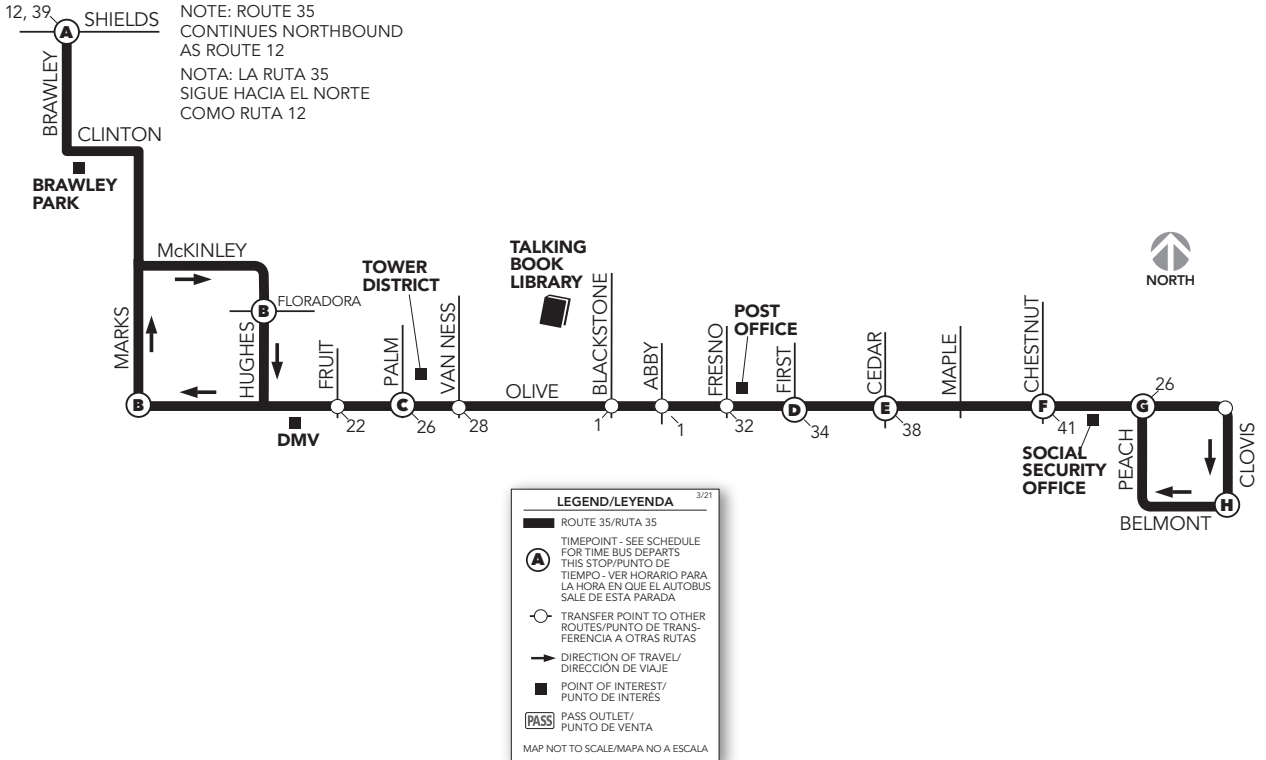 12, 39
A
SHIELDS
NOTE: ROUTE 35
CONTINUES NORTHBOUND
AS ROUTE 12
NOTA: LA RUTA 35
SIGUE HACIA EL NORTE
COMO RUTA 12
BRAWLEY
CLINTON
BRAWLEY
PARK
McKINLEY
MARKS
B
FLORADORA
HUGHES
B
DMV
FRUIT
22
TOWER
DISTRICT
PALM
C
26
VAN NESS
28
OLIVE
TALKING
BOOK
LIBRARY
BLACKSTONE
1
ABBY
1
FRESNO
32
POST
OFFICE
FIRST
D
34
CEDAR
E
38
MAPLE
CHESTNUT
F
41
SOCIAL
SECURITY
OFFICE
NORTH
26
G
PEACH
CLOVIS
H
BELMONT
LEGEND/LEYENDA
3/21
ROUTE 35/RUTA 35
A
TIMEPOINT - SEE SCHEDULE
FOR TIME BUS DEPARTS
THIS STOP/PUNTO DE
TIEMPO - VER HORARIO PARA
LA HORA EN QUE EL AUTOBUS
SALE DE ESTA PARADA
TRANSFER POINT TO OTHER
ROUTES/PUNTO DE TRANS-
FERENCIA A OTRAS RUTAS
DIRECTION OF TRAVEL/
DIRECCIÓN DE VIAJE
POINT OF INTEREST/
PUNTO DE INTERÉS
PASS
PASS OUTLET/
PUNTO DE VENTA
MAP NOT TO SCALE/MAPA NO A ESCALA